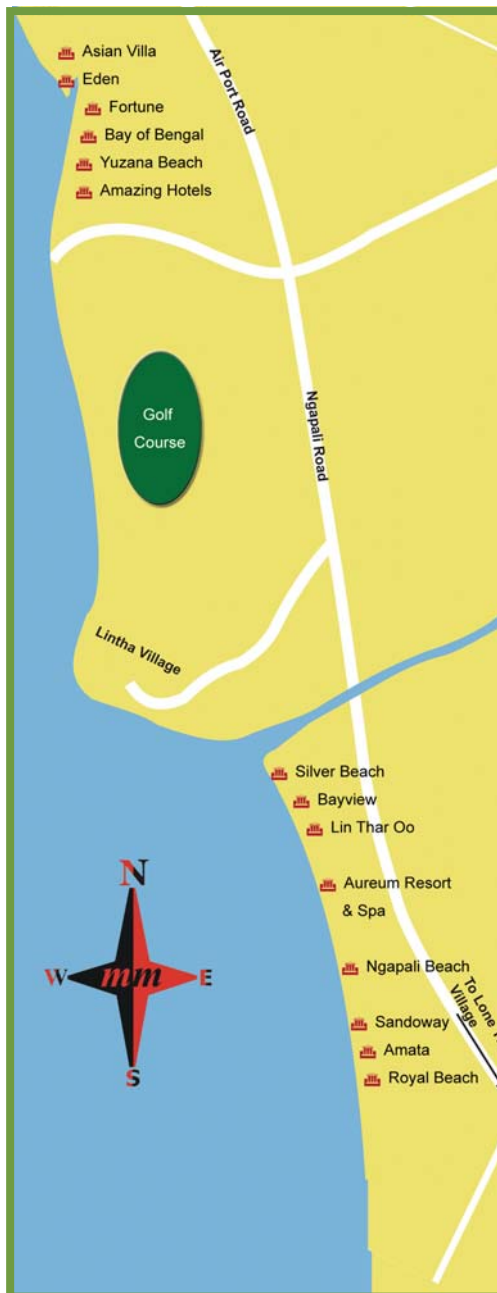 Asian Villa
Eden
Fortune
Bay of Bengal
Yuzana Beach
Amazing Hotels
Air Port Road
Golf
Course
Ngapali Road
Lintha Village
Silver Beach
Bayview
Lin Thar Oo
Aureum Resort
& Spa
Ngapali Beach
To Lone
Village
Sandoway
Amata
Royal Beach
N
W
mm
E
S